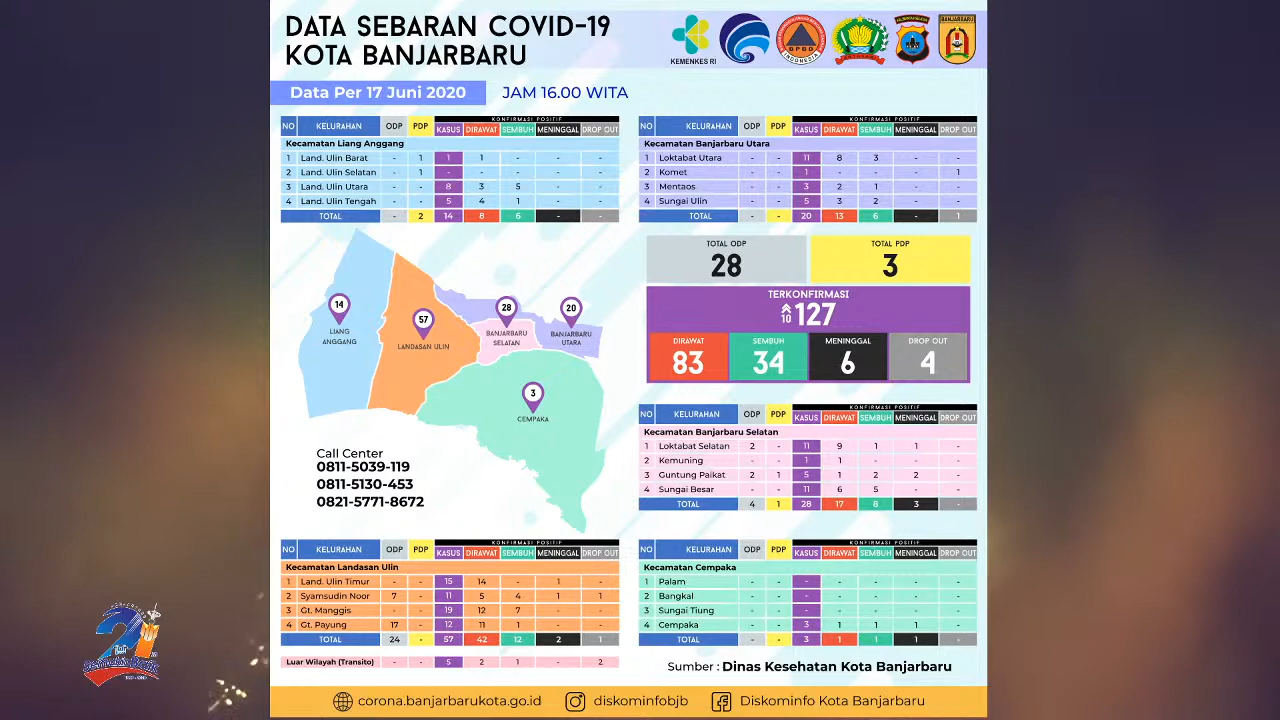 DATA SEBARAN COVID-19
KOTA BANJARBARU
KEMENKES RI
BPBD
INDONESIA
BANJARBARU
Data Per 17 Juni 2020 JAM 16.00 WITA
KONFIRMASI POSITIF
NO KELURAHAN ODP PDP KASUS DIRAWAT SEMBUH MENINGGAL DROP OUT
Kecamatan Liang Anggang
1 Land. Ulin Barat - 1 1 1 - - -
2 Land. Ulin Selatan - 1 - - - - -
3 Land. Ulin Utara - - 8 3 5 - -
4 Land. Ulin Tengah - - 5 4 1 - -
TOTAL - 2 14 8 6 - -
KONFIRMASI POSITIF
NO KELURAHAN ODP PDP KASUS DIRAWAT SEMBUH MENINGGAL DROP OUT
Kecamatan Banjarbaru Utara
1 Loktabat Utara - - 11 8 3 - -
2 Komet - - 1 - - - 1
3 Mentaos - - 3 2 1 - -
4 Sungai Ulin - - 5 3 2 - -
TOTAL - - 20 13 6 - 1
14
LIANG
ANGGANG
57
LANDASAN ULIN
28
BANJARBARU
SELATAN
20
BANJARBARU
UTARA
3
CEMPAKA
TOTAL ODP
28
TOTAL PDP
3
TERKONFIRMASI
10 127
DIRAWAT
83
SEMBUH
34
MENINGGAL
6
DROP OUT
4
Call Center
0811-5039-119
0811-5130-453
0821-5771-8672
KONFIRMASI POSITIF
NO KELURAHAN ODP PDP KASUS DIRAWAT SEMBUH MENINGGAL DROP OUT
Kecamatan Banjarbaru Selatan
1 Loktabat Selatan 2 - 11 9 1 1 -
2 Kemuning - - 1 1 - - -
3 Guntung Paikat 2 1 5 1 2 2 -
4 Sungai Besar - - 11 6 5 - -
TOTAL 4 1 28 17 8 3 -
KONFIRMASI POSITIF
NO KELURAHAN ODP PDP KASUS DIRAWAT SEMBUH MENINGGAL DROP OUT
Kecamatan Landasan Ulin
1 Land. Ulin Timur - - 15 14 - 1 -
2 Syamsudin Noor 7 - 11 5 4 1 1
3 Gt. Manggis - - 19 12 7 - -
4 Gt. Payung 17 - 12 11 1 - -
TOTAL 24 - 57 42 12 2 1
Luar Wilayah (Transito) - - 5 2 1 - 2
KONFIRMASI POSITIF
NO KELURAHAN ODP PDP KASUS DIRAWAT SEMBUH MENINGGAL DROP OUT
Kecamatan Cempaka
1 Palam - - - - - - -
2 Bangkal - - - - - - -
3 Sungai Tiung - - - - - - -
4 Cempaka - - 3 1 1 1 -
TOTAL - - 3 1 1 1 -
Sumber : Dinas Kesehatan Kota Banjarbaru
corona.banjarbarukota.go.id diskominfobjb Diskominfo Kota Banjarbaru
21